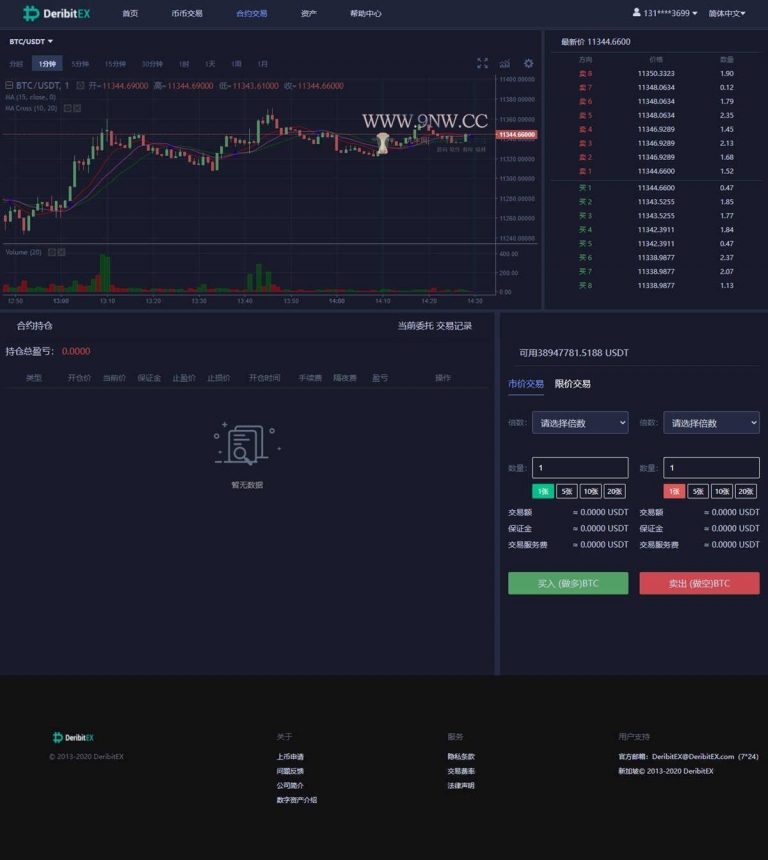 DeribitEX 首页 币币交易 合约交易 资产 帮助中心 131****3699 简体中文
BTC/USDT
分时 1分钟 5分钟 15分钟 30分钟 1时 1天 1周 1月
BTC/USDT, 1 开=11344.69000 高=11344.69000 低=11343.61000 收=11344.66000
MA (15, close, 0)
MA Cross (10, 20)
WWW.9NW.CC
11400.00000
11380.00000
11360.00000
11344.66000
11320.00000
11300.00000
11280.00000
11260.00000
11240.00000
Volume (20)
400.00
200.00
0.00
12:50 13:00 13:10 13:20 13:30 13:40 13:50 14:00 14:10 14:20 14:30
最新价 11344.6600
方向 价格 数量
卖 8 11350.3323 1.90
卖 7 11348.0634 0.12
卖 6 11348.0634 1.79
卖 5 11348.0634 2.35
卖 4 11346.9289 1.45
卖 3 11346.9289 2.13
卖 2 11346.9289 1.68
卖 1 11344.6600 1.52
买 1 11344.6600 0.47
买 2 11343.5255 1.85
买 3 11343.5255 1.77
买 4 11342.3911 1.84
买 5 11342.3911 0.47
买 6 11338.9877 2.37
买 7 11338.9877 2.07
买 8 11338.9877 1.13
合约持仓 当前委托 交易记录
持仓总盈亏: 0.0000
类型 开仓价 当前价 保证金 止盈价 止损价 开仓时间 手续费 隔夜费 盈亏 操作
暂无数据
可用38947781.5188 USDT
市价交易 限价交易
倍数: 请选择倍数 倍数: 请选择倍数
数量: 1 数量: 1
1张 5张 10张 20张 1张 5张 10张 20张
交易额 ≈ 0.0000 USDT 交易额 ≈ 0.0000 USDT
保证金 ≈ 0.0000 USDT 保证金 ≈ 0.0000 USDT
交易服务费 ≈ 0.0000 USDT 交易服务费 ≈ 0.0000 USDT
买入 (做多)BTC 卖出 (做空)BTC
DeribitEX
© 2013-2020 DeribitEX
关于
上币申请
问题反馈
公司简介
数字资产介绍
服务
隐私条款
交易费率
法律声明
用户支持
官方邮箱: DeribitEX@DeribitEX.com (7*24)
新加坡© 2013-2020 DeribitEX